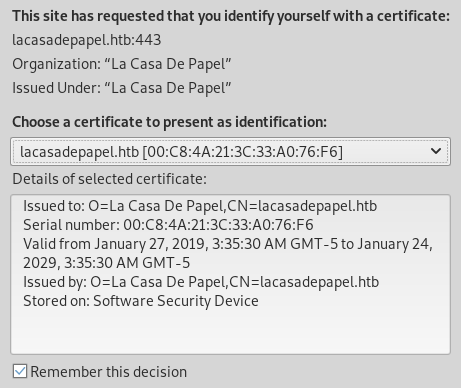 This site has requested that you identify yourself with a certificate:
lacasadepapel.htb:443
Organization: “La Casa De Papel”
Issued Under: “La Casa De Papel”
Choose a certificate to present as identification:
lacasadepapel.htb [00:C8:4A:21:3C:33:A0:76:F6]
Details of selected certificate:
Issued to: O=La Casa De Papel,CN=lacasadepapel.htb
Serial number: 00:C8:4A:21:3C:33:A0:76:F6
Valid from January 27, 2019, 3:35:30 AM GMT-5 to January 24,
2029, 3:35:30 AM GMT-5
Issued by: O=La Casa De Papel,CN=lacasadepapel.htb
Stored on: Software Security Device
Remember this decision